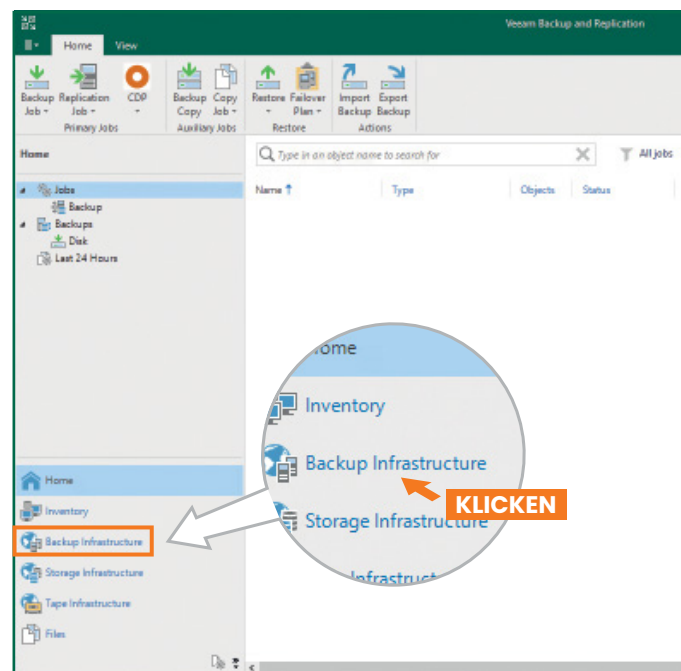 Veeam Backup and Replication
Home View
Backup Job
Replication Job
CDP
Backup Copy
Copy Job
Restore
Failover Plan
Import Backup
Export Backup
Primary Jobs
Auxiliary Jobs
Restore
Actions
Home
Type in an object name to search for
All jobs
Jobs
Backup
Backups
Disk
Last 24 Hours
Name Type Objects Status
Home
Inventory
Backup Infrastructure
Storage Infrastructure
Tape Infrastructure
Files
ome
Inventory
Backup Infrastructure
KLICKEN
Storage Infrastructure
Infrastruct